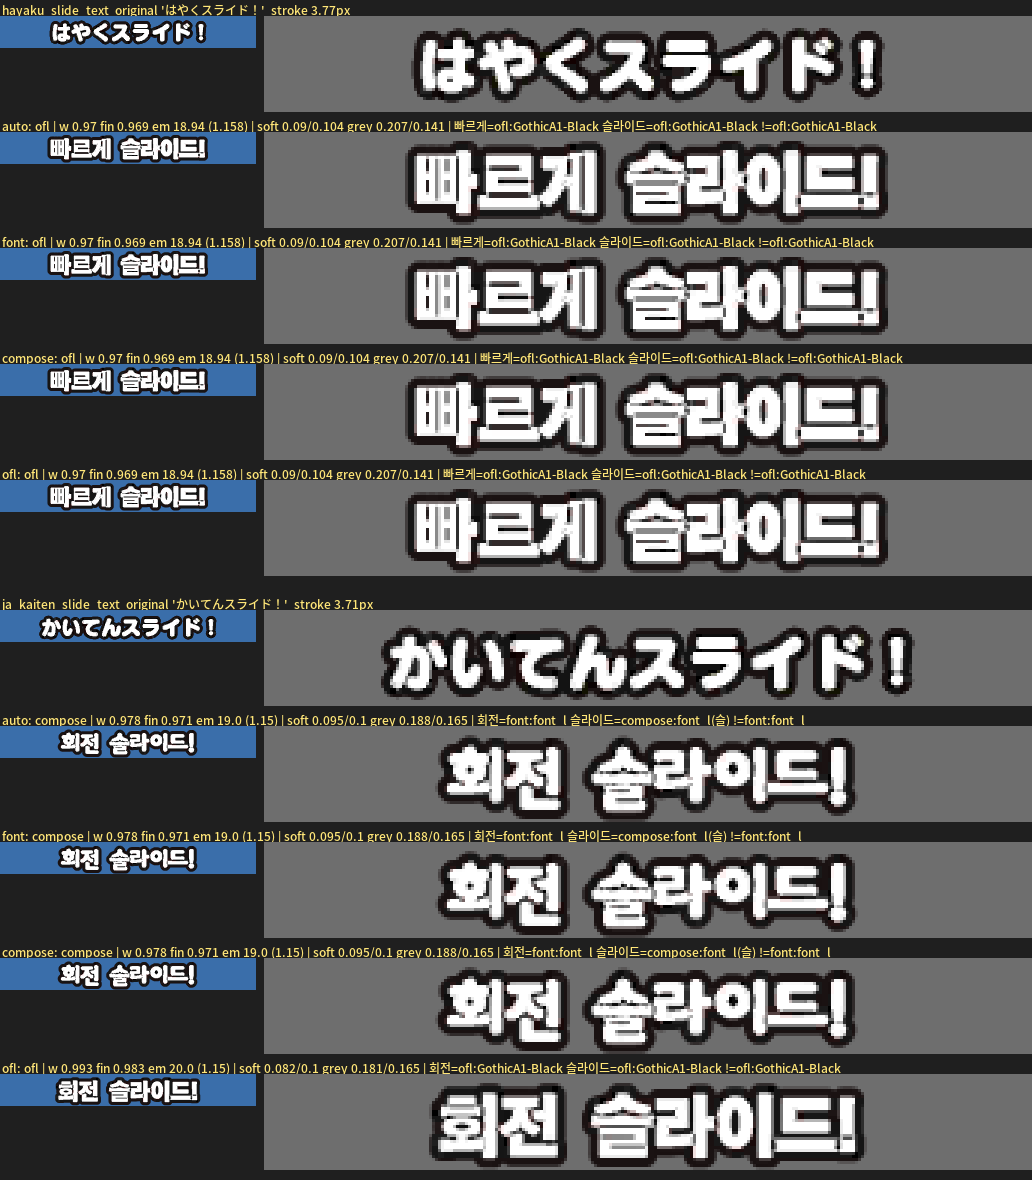 hayaku_slide_text original 'はやくスライド！' stroke 3.77px
はやくスライド！
はやくスライド！
auto: ofl | w 0.97 fin 0.969 em 18.94 (1.158) | soft 0.09/0.104 grey 0.207/0.141 | 빠르게=ofl:GothicA1-Black 슬라이드=ofl:GothicA1-Black !=ofl:GothicA1-Black
빠르게 슬라이드!
빠르게 슬라이드!
font: ofl | w 0.97 fin 0.969 em 18.94 (1.158) | soft 0.09/0.104 grey 0.207/0.141 | 빠르게=ofl:GothicA1-Black 슬라이드=ofl:GothicA1-Black !=ofl:GothicA1-Black
빠르게 슬라이드!
빠르게 슬라이드!
compose: ofl | w 0.97 fin 0.969 em 18.94 (1.158) | soft 0.09/0.104 grey 0.207/0.141 | 빠르게=ofl:GothicA1-Black 슬라이드=ofl:GothicA1-Black !=ofl:GothicA1-Black
빠르게 슬라이드!
빠르게 슬라이드!
ofl: ofl | w 0.97 fin 0.969 em 18.94 (1.158) | soft 0.09/0.104 grey 0.207/0.141 | 빠르게=ofl:GothicA1-Black 슬라이드=ofl:GothicA1-Black !=ofl:GothicA1-Black
빠르게 슬라이드!
빠르게 슬라이드!
ja_kaiten_slide_text original 'かいてんスライド！' stroke 3.71px
かいてんスライド！
かいてんスライド！
auto: compose | w 0.978 fin 0.971 em 19.0 (1.15) | soft 0.095/0.1 grey 0.188/0.165 | 회전=font:font_l 슬라이드=compose:font_l(슬) !=font:font_l
회전 슬라이드!
회전 슬라이드!
font: compose | w 0.978 fin 0.971 em 19.0 (1.15) | soft 0.095/0.1 grey 0.188/0.165 | 회전=font:font_l 슬라이드=compose:font_l(슬) !=font:font_l
회전 슬라이드!
회전 슬라이드!
compose: compose | w 0.978 fin 0.971 em 19.0 (1.15) | soft 0.095/0.1 grey 0.188/0.165 | 회전=font:font_l 슬라이드=compose:font_l(슬) !=font:font_l
회전 슬라이드!
회전 슬라이드!
ofl: ofl | w 0.993 fin 0.983 em 20.0 (1.15) | soft 0.082/0.1 grey 0.181/0.165 | 회전=ofl:GothicA1-Black 슬라이드=ofl:GothicA1-Black !=ofl:GothicA1-Black
회전 슬라이드!
회전 슬라이드!